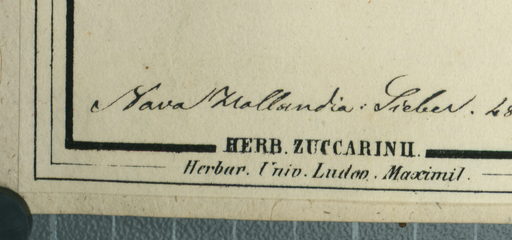 Nova Hollandia. Sieber.
HERB. ZUCCARINII.
Herbar. Univ. Ludov. Maximil.